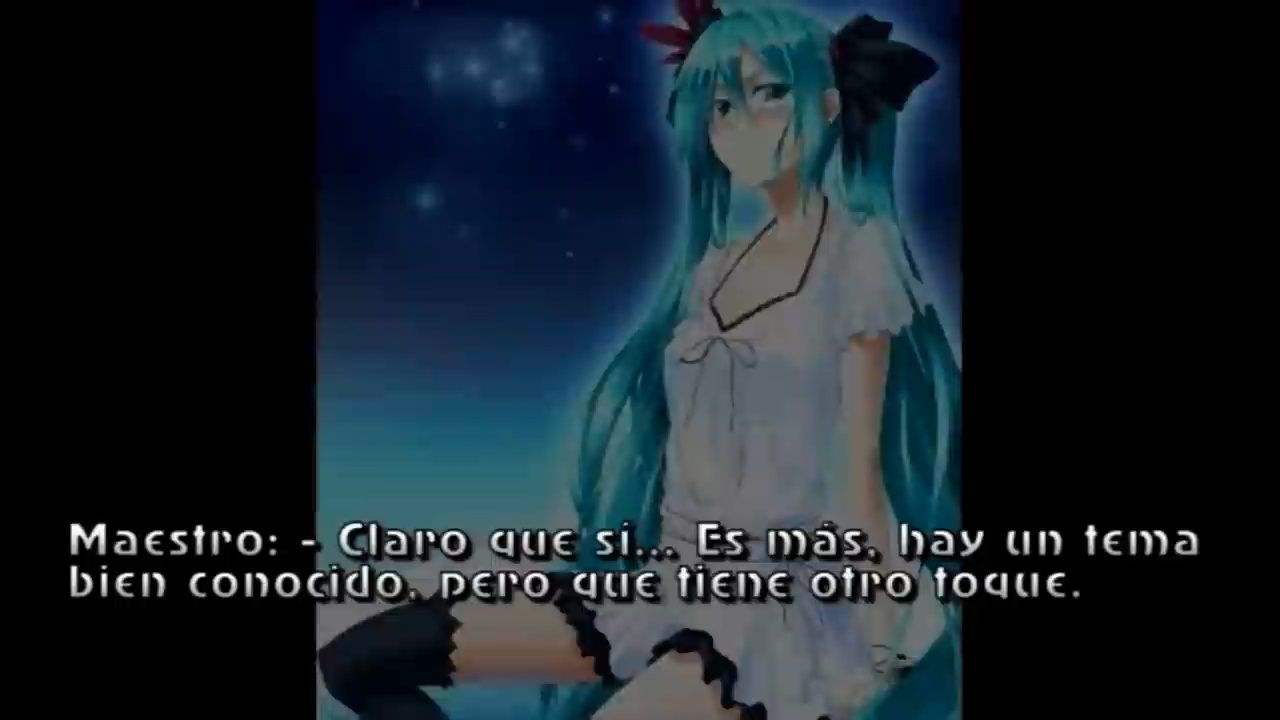 Maestro: - Claro que si... Es más, hay un tema
bien conocido, pero que tiene otro toque.